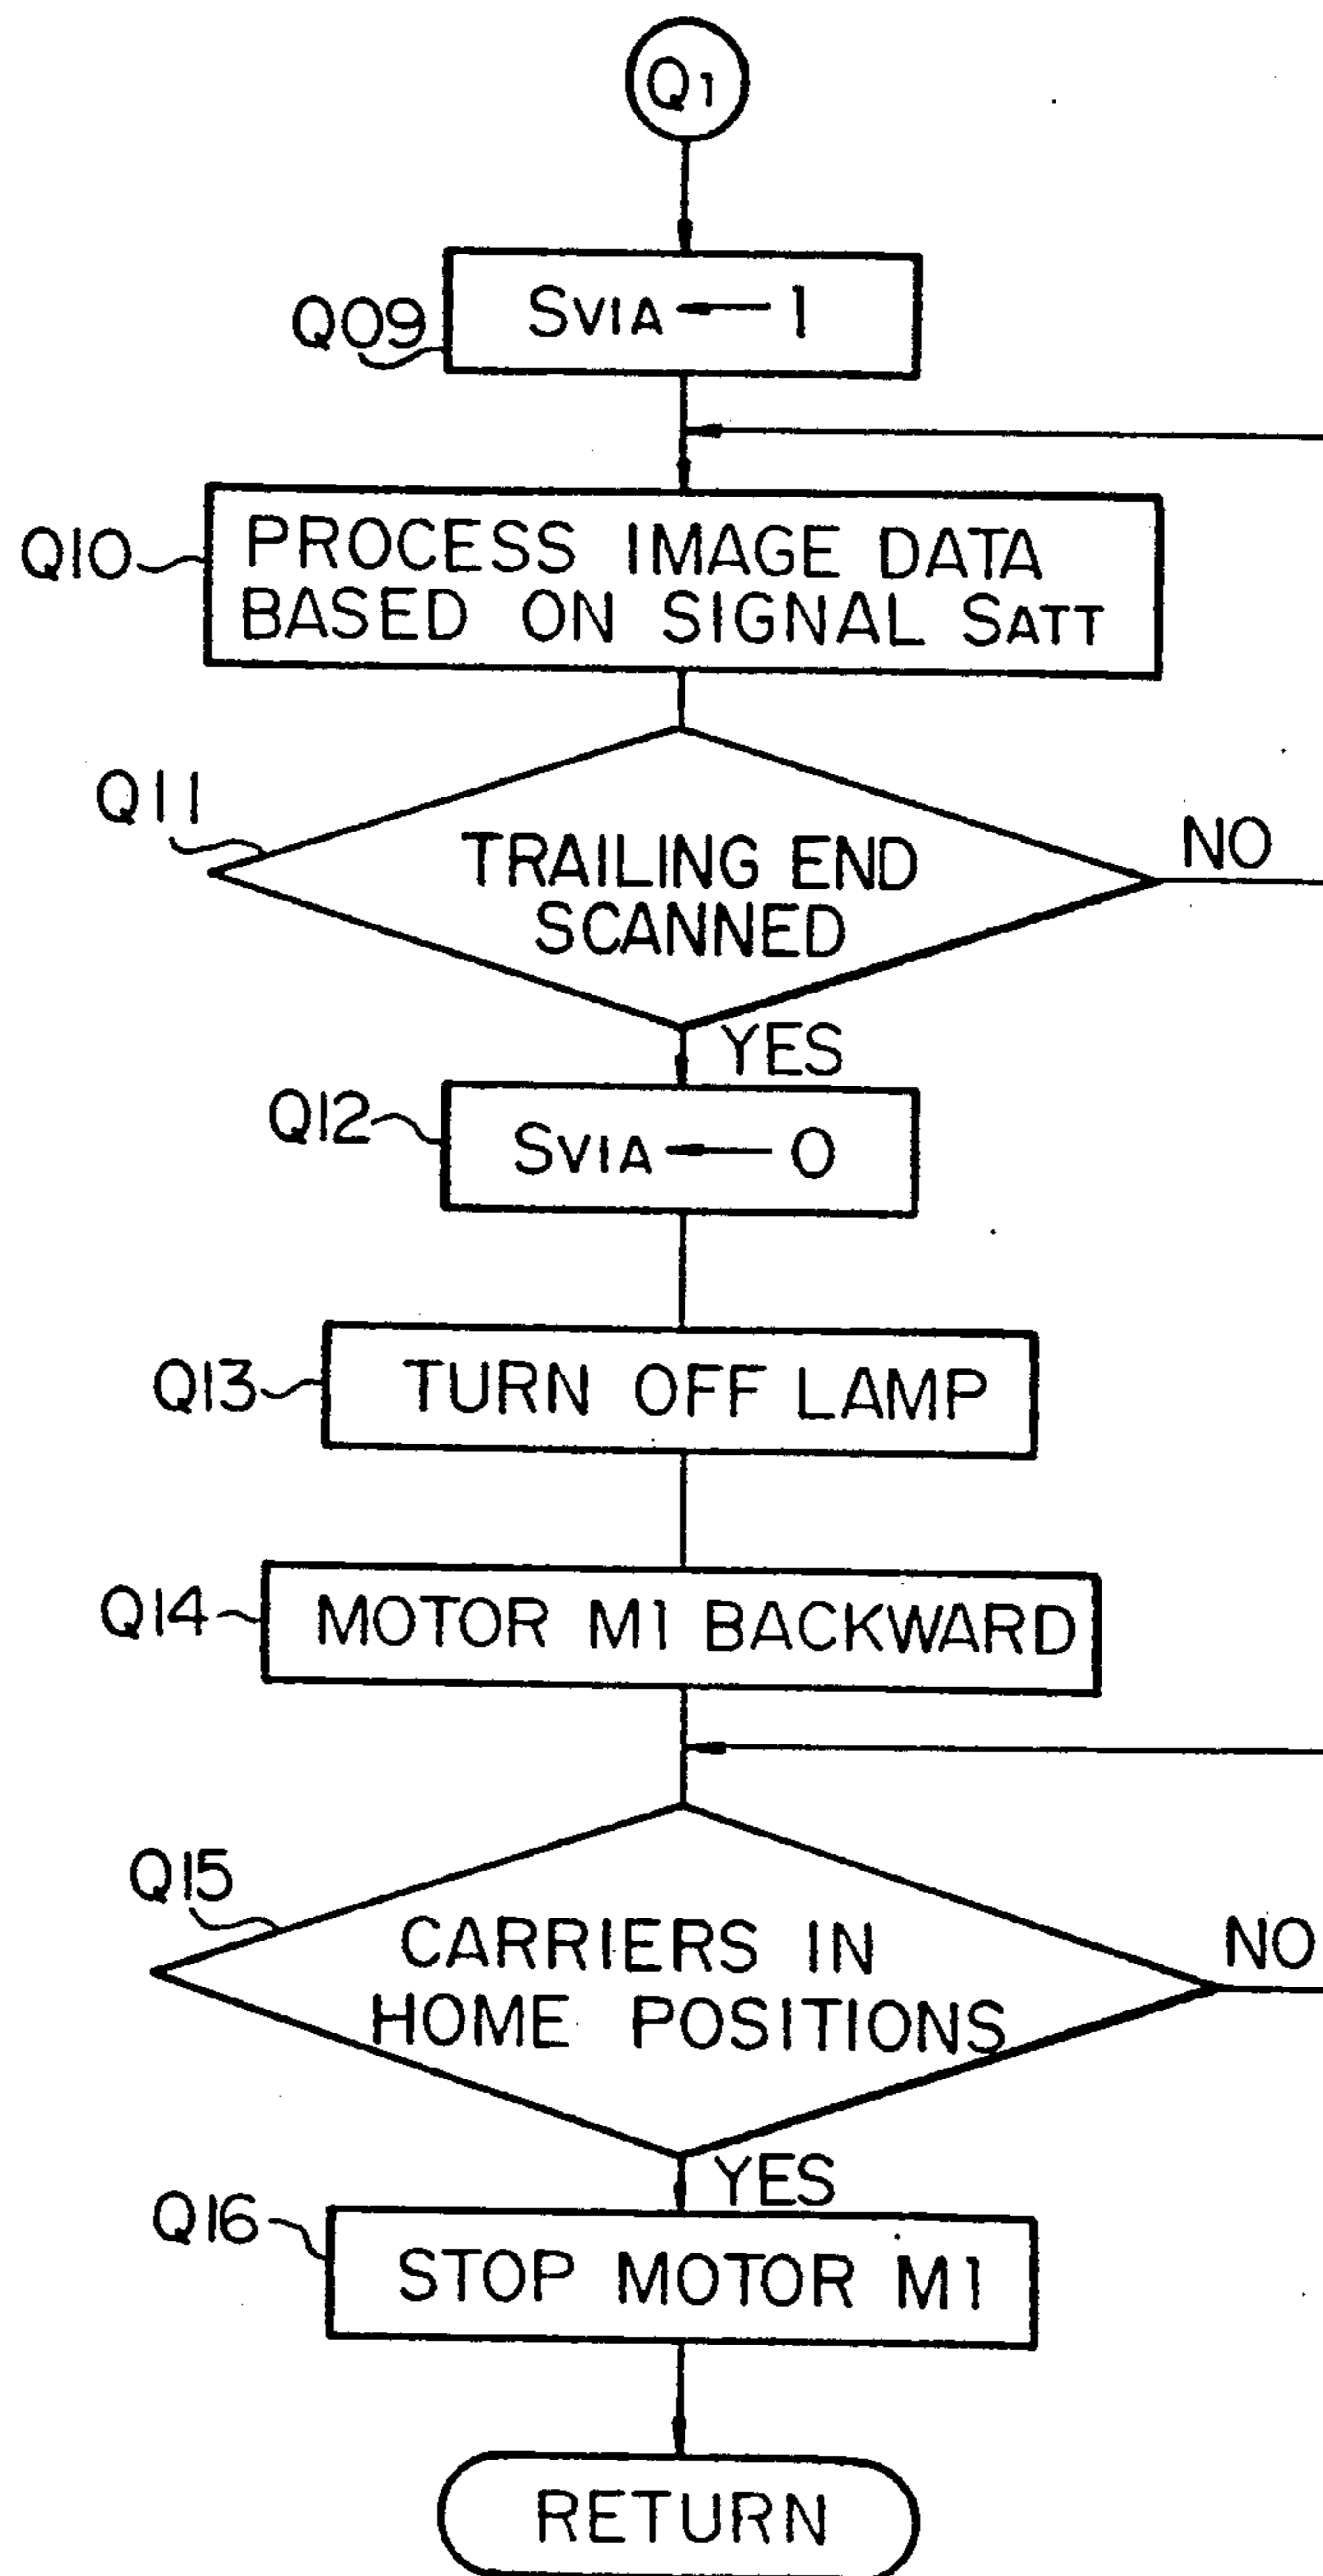 Q1
Q09
SVIA ← 1
Q10
PROCESS IMAGE DATA
BASED ON SIGNAL SATT
Q11
TRAILING END
SCANNED
NO
YES
Q12
SVIA ← 0
Q13
TURN OFF LAMP
Q14
MOTOR M1 BACKWARD
Q15
CARRIERS IN
HOME POSITIONS
NO
YES
Q16
STOP MOTOR M1
RETURN